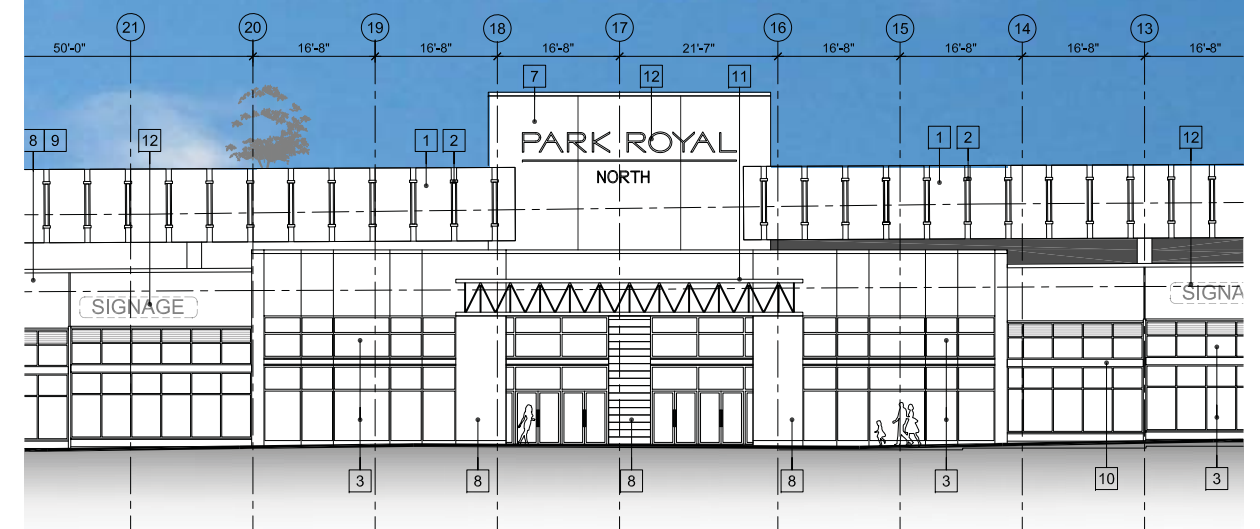 21 20 19 18 17 16 15 14 13
50'-0" 16'-8" 16'-8" 16'-8" 21'-7" 16'-8" 16'-8" 16'-8" 16'-8"
7 12 11
8 9 12 1 2 PARK ROYAL 1 2 12
NORTH
SIGNAGE SIGNA
3 8 8 8 3 10 3